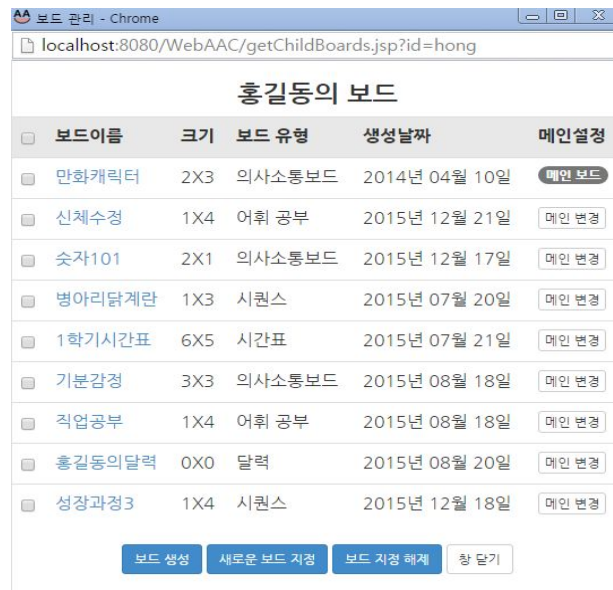 보드 관리 - Chrome
localhost:8080/WebAAC/getChildBoards.jsp?id=hong
홍길동의 보드
보드이름 크기 보드 유형 생성날짜 메인설정
만화캐릭터 2X3 의사소통보드 2014년 04월 10일 메인 보드
신체수정 1X4 어휘 공부 2015년 12월 21일 메인 변경
숫자101 2X1 의사소통보드 2015년 12월 17일 메인 변경
병아리닭계란 1X3 시퀀스 2015년 07월 20일 메인 변경
1학기시간표 6X5 시간표 2015년 07월 21일 메인 변경
기분감정 3X3 의사소통보드 2015년 08월 18일 메인 변경
직업공부 1X4 어휘 공부 2015년 08월 18일 메인 변경
홍길동의달력 0X0 달력 2015년 08월 20일 메인 변경
성장과정3 1X4 시퀀스 2015년 12월 18일 메인 변경
보드 생성 새로운 보드 지정 보드 지정 해제 창 닫기